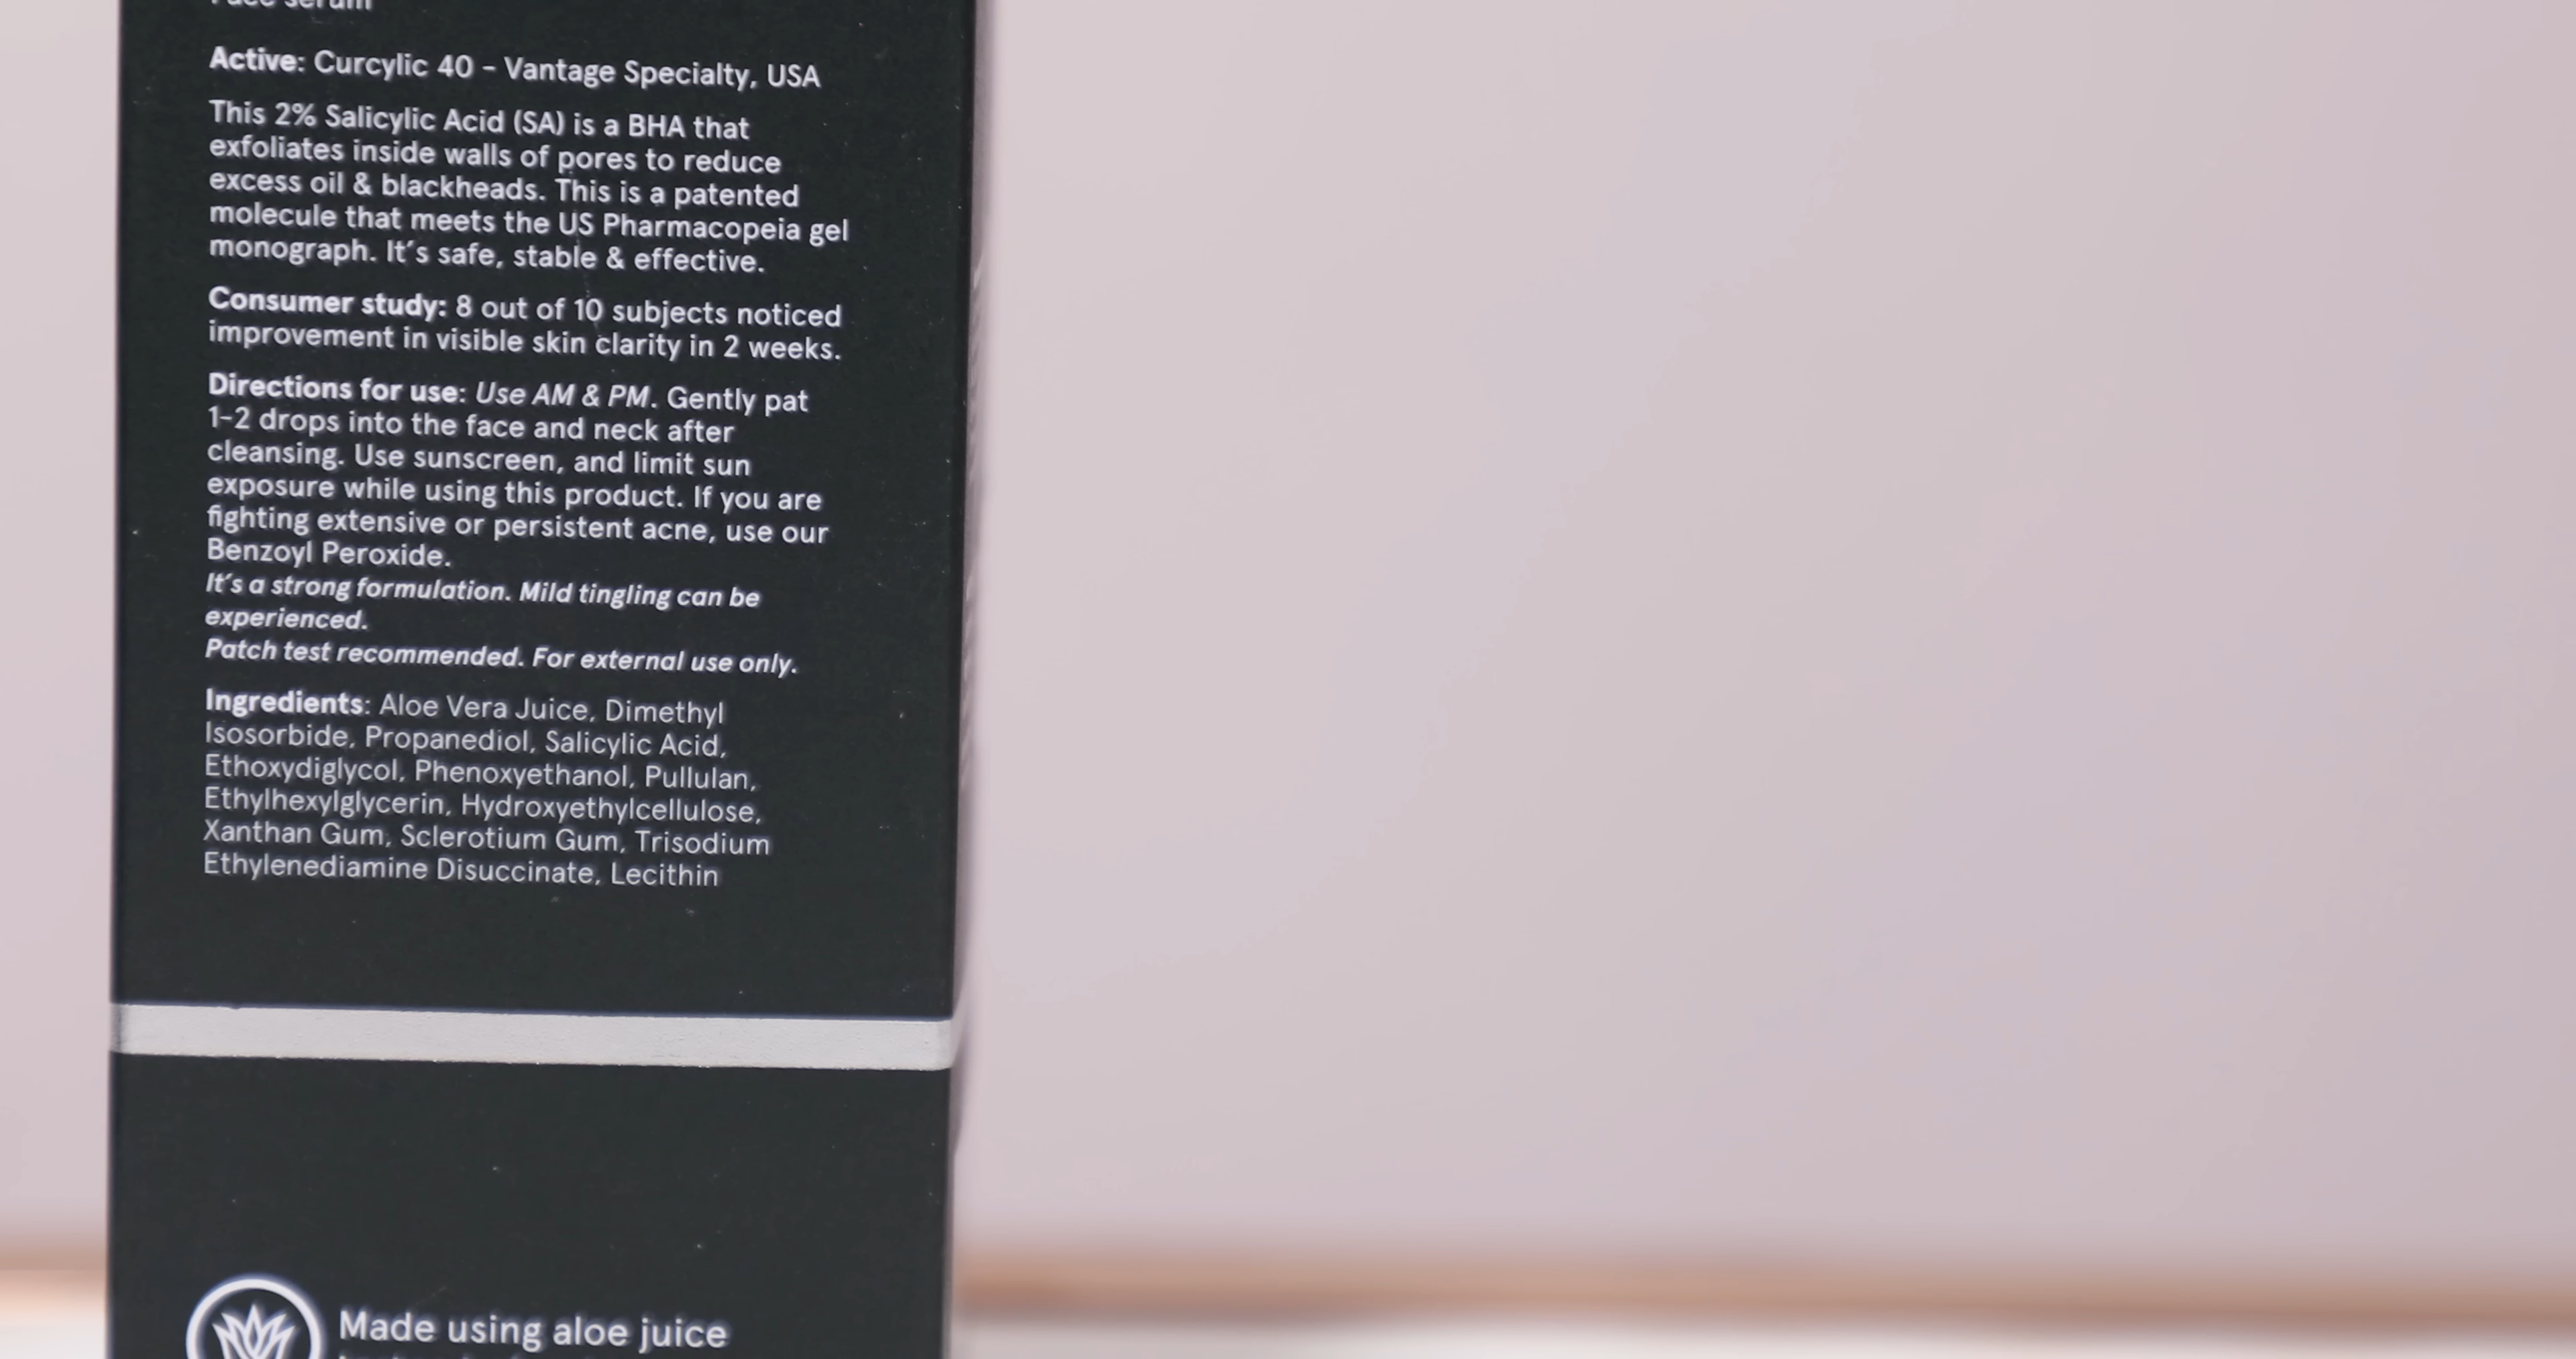 Face serum
Active: Curcylic 40 – Vantage Specialty, USA
This 2% Salicylic Acid (SA) is a BHA that
exfoliates inside walls of pores to reduce
excess oil & blackheads. This is a patented
molecule that meets the US Pharmacopeia gel
monograph. It’s safe, stable & effective.
Consumer study: 8 out of 10 subjects noticed
improvement in visible skin clarity in 2 weeks.
Directions for use: Use AM & PM. Gently pat
1-2 drops into the face and neck after
cleansing. Use sunscreen, and limit sun
exposure while using this product. If you are
fighting extensive or persistent acne, use our
Benzoyl Peroxide.
It’s a strong formulation. Mild tingling can be
experienced.
Patch test recommended. For external use only.
Ingredients: Aloe Vera Juice, Dimethyl
Isosorbide, Propanediol, Salicylic Acid,
Ethoxydiglycol, Phenoxyethanol, Pullulan,
Ethylhexylglycerin, Hydroxyethylcellulose,
Xanthan Gum, Sclerotium Gum, Trisodium
Ethylenediamine Disuccinate, Lecithin
Made using aloe juice